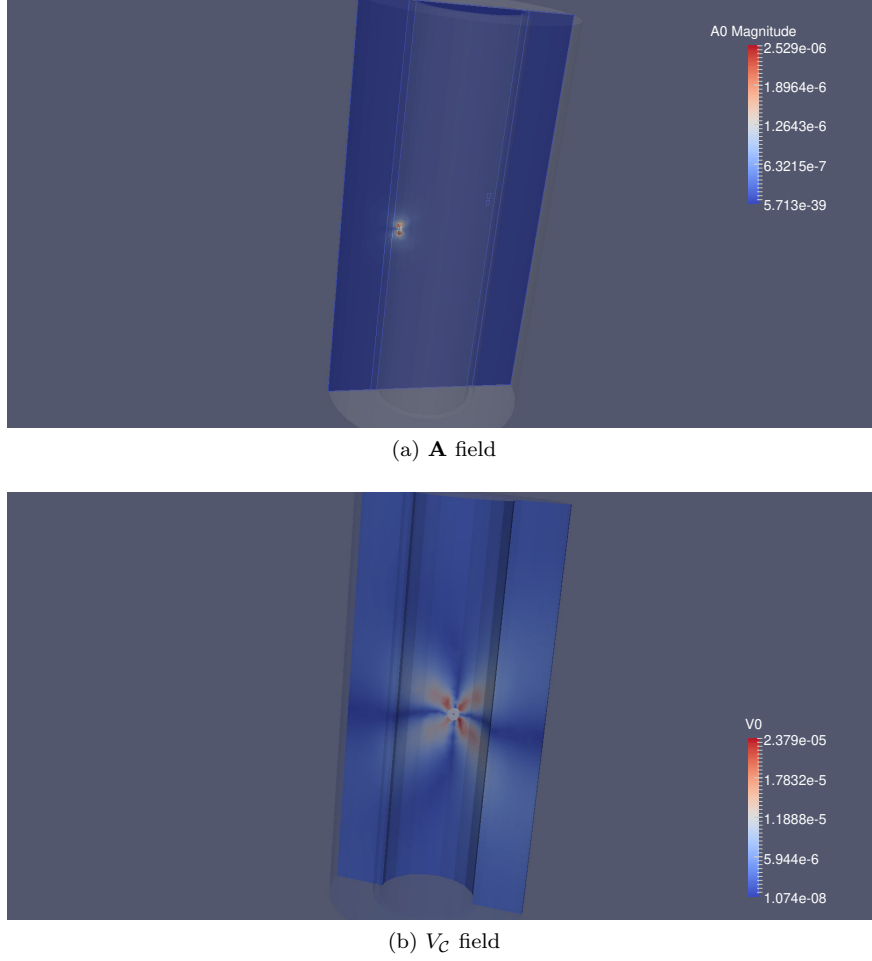 A0 Magnitude
2.529e-06
1.8964e-6
1.2643e-6
6.3215e-7
5.713e-39
(a) A field
V0
2.379e-05
1.7832e-5
1.1888e-5
5.944e-6
1.074e-08
(b) V_C field